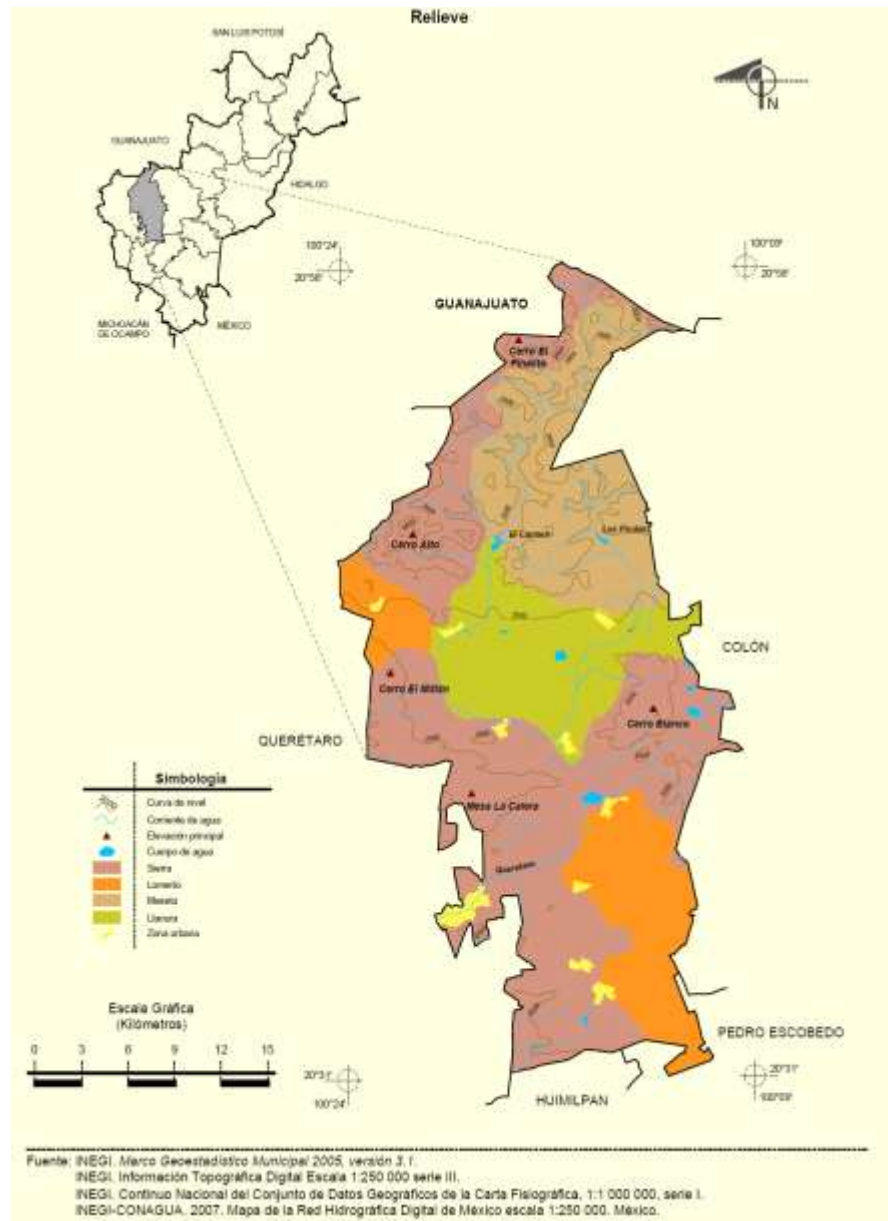 Relieve
SAN LUIS POTOSÍ
GUANAJUATO
HIDALGO
MICHOACÁN
DE OCAMPO
MÉXICO
N
100°24'
20°56'
100°09'
20°56'
GUANAJUATO
Cerro El
Pinalito
Cerro Alto
El Carmen
Los Pirules
COLÓN
Cerro Blanco
QUERÉTARO
Mesa La Calera
Querétaro
Simbología
Curva de nivel
Corriente de agua
Elevación principal
Cuerpo de agua
Sierra
Lomerío
Meseta
Llanura
Zona urbana
Escala Gráfica
(Kilómetros)
0 3 6 9 12 15
20°31'
100°24'
PEDRO ESCOBEDO
20°31'
100°09'
HUIMILPAN
Fuente: INEGI. Marco Geoestadístico Municipal 2005, versión 3.1.
INEGI. Información Topográfica Digital Escala 1:250 000 serie III.
INEGI. Continuo Nacional del Conjunto de Datos Geográficos de la Carta Fisiográfica, 1:1 000 000, serie I.
INEGI-CONAGUA. 2007. Mapa de la Red Hidrográfica Digital de México escala 1:250 000. México.